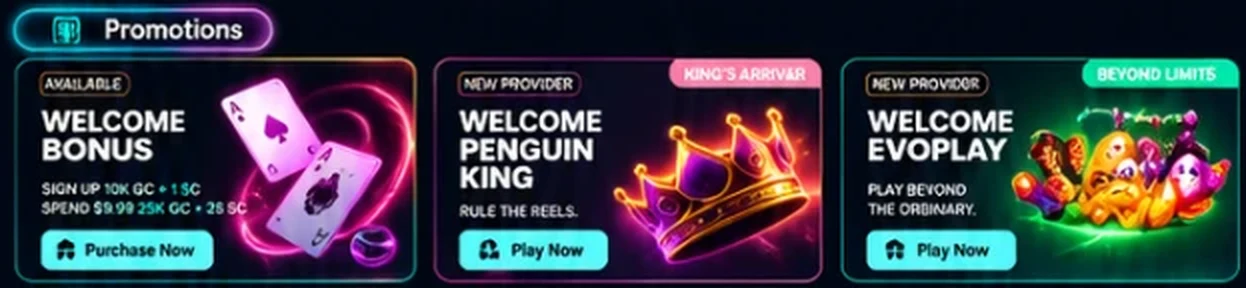 Promotions
AVAILABLE
WELCOME
BONUS
SIGN UP 10K GC + 1 SC
SPEND $9.99 25K GC + 25 SC
Purchase Now
NEW PROVIDER
KING'S ARRIVAR
WELCOME
PENGUIN
KING
RULE THE REELS.
Play Now
NEW PROVIDER
BEYOND LIMITS
WELCOME
EVOPLAY
PLAY BEYOND
THE ORDINARY.
Play Now